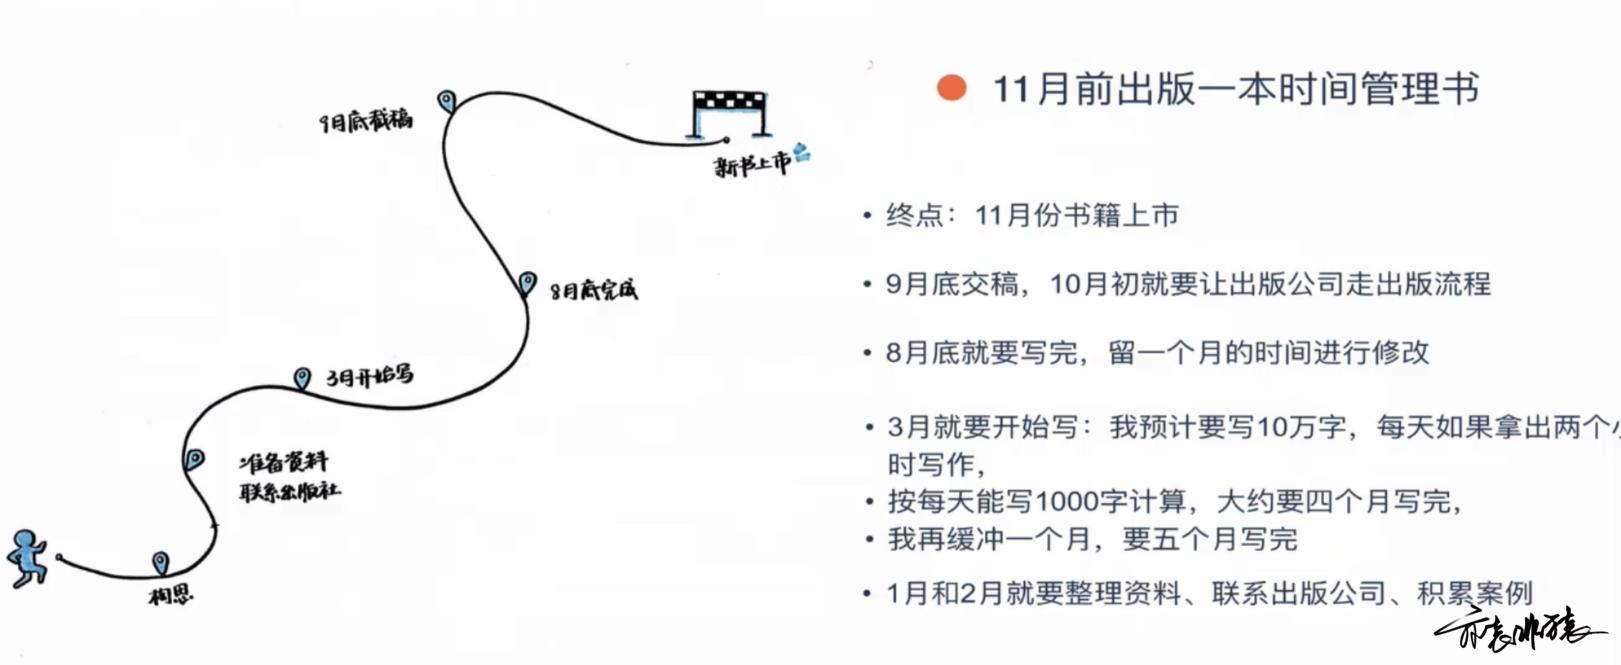 9月底截稿
新书上市
8月底完成
3月开始写
准备资料
联系出版社
构思
11月前出版一本时间管理书
• 终点：11月份书籍上市
• 9月底交稿，10月初就要让出版公司走出版流程
• 8月底就要写完，留一个月的时间进行修改
• 3月就要开始写：我预计要写10万字，每天如果拿出两个小
时写作，
• 按每天能写1000字计算，大约要四个月写完，
• 我再缓冲一个月，要五个月写完
• 1月和2月就要整理资料、联系出版公司、积累案例